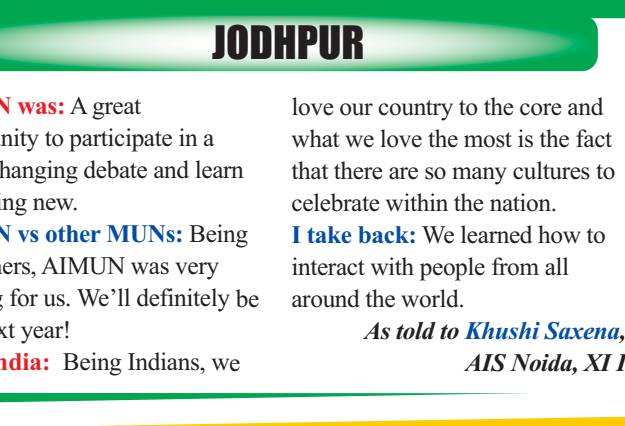 JODHPUR
N was: A great
nity to participate in a
hanging debate and learn
ing new.
N vs other MUNs: Being
ers, AIMUN was very
g for us. We’ll definitely be
xt year!
ndia: Being Indians, we
love our country to the core and
what we love the most is the fact
that there are so many cultures to
celebrate within the nation.
I take back: We learned how to
interact with people from all
around the world.
As told to Khushi Saxena,
AIS Noida, XI I